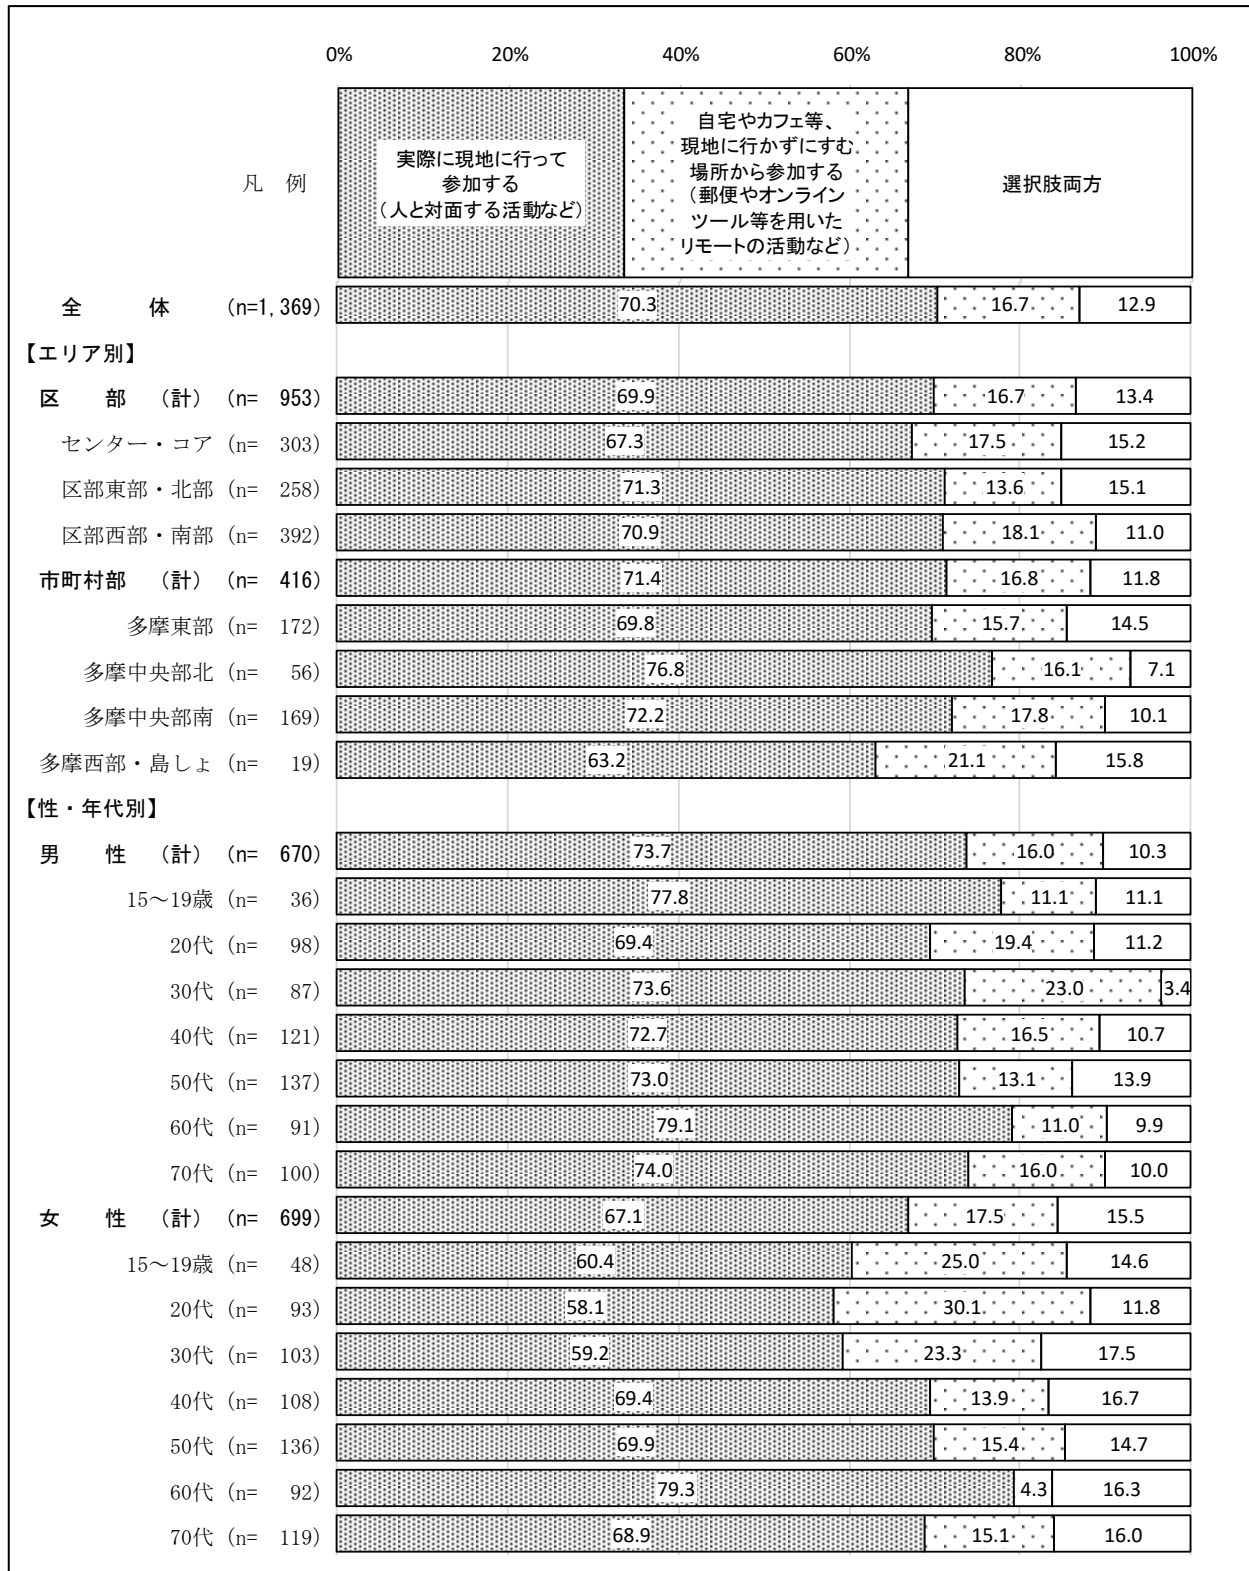 0% 20% 40% 60% 80% 100%
凡 例
実際に現地に行って
参加する
（人と対面する活動など）
自宅やカフェ等、
現地に行かずにすむ
場所から参加する
（郵便やオンライン
ツール等を用いた
リモートの活動など）
選択肢両方
全 体 (n=1,369) 70.3 16.7 12.9
【エリア別】
区 部 （計） (n= 953) 69.9 16.7 13.4
センター・コア (n= 303) 67.3 17.5 15.2
区部東部・北部 (n= 258) 71.3 13.6 15.1
区部西部・南部 (n= 392) 70.9 18.1 11.0
市町村部 （計） (n= 416) 71.4 16.8 11.8
多摩東部 (n= 172) 69.8 15.7 14.5
多摩中央部北 (n= 56) 76.8 16.1 7.1
多摩中央部南 (n= 169) 72.2 17.8 10.1
多摩西部・島しょ (n= 19) 63.2 21.1 15.8
【性・年代別】
男 性 （計） (n= 670) 73.7 16.0 10.3
15～19歳 (n= 36) 77.8 11.1 11.1
20代 (n= 98) 69.4 19.4 11.2
30代 (n= 87) 73.6 23.0 3.4
40代 (n= 121) 72.7 16.5 10.7
50代 (n= 137) 73.0 13.1 13.9
60代 (n= 91) 79.1 11.0 9.9
70代 (n= 100) 74.0 16.0 10.0
女 性 （計） (n= 699) 67.1 17.5 15.5
15～19歳 (n= 48) 60.4 25.0 14.6
20代 (n= 93) 58.1 30.1 11.8
30代 (n= 103) 59.2 23.3 17.5
40代 (n= 108) 69.4 13.9 16.7
50代 (n= 136) 69.9 15.4 14.7
60代 (n= 92) 79.3 4.3 16.3
70代 (n= 119) 68.9 15.1 16.0